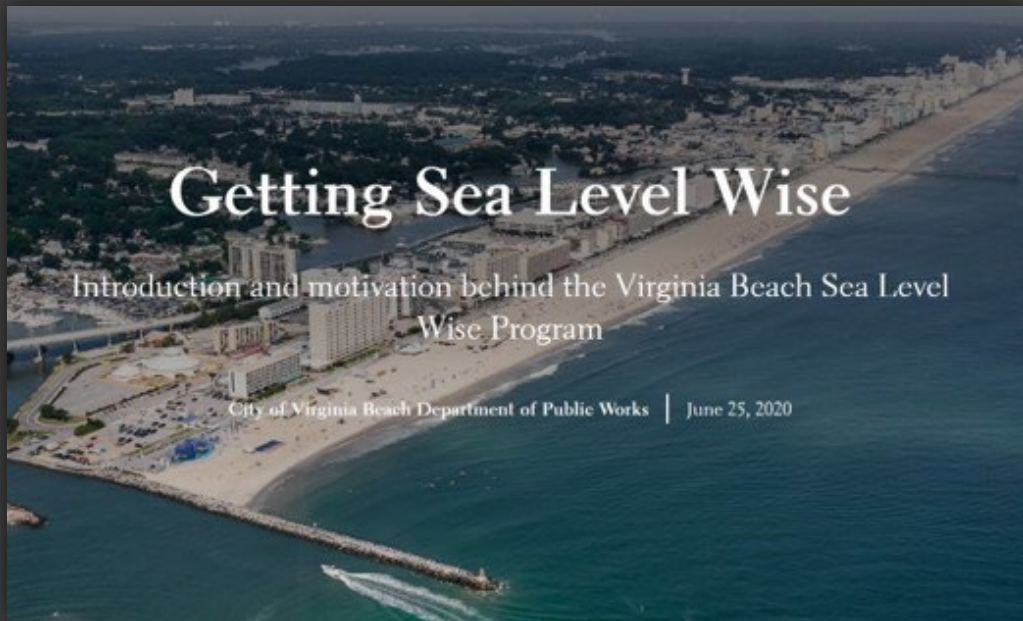 Getting Sea Level Wise
Introduction and motivation behind the Virginia Beach Sea Level
Wise Program
City of Virginia Beach Department of Public Works | June 25, 2020